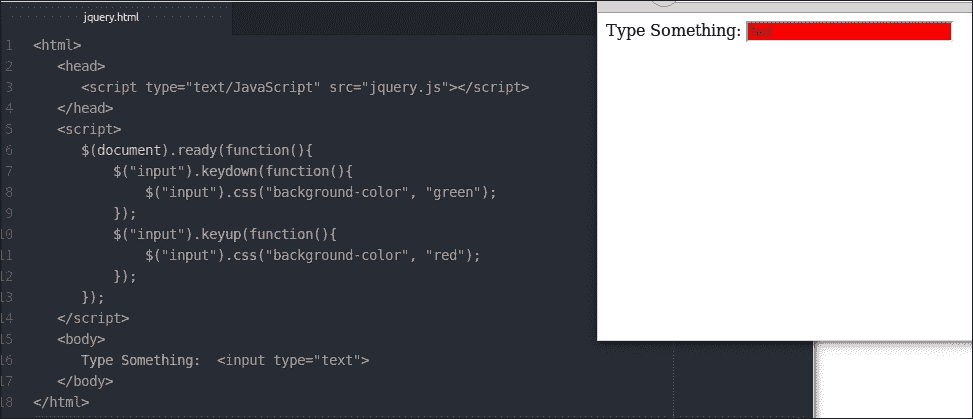 jquery.html
1 <html>
2 <head>
3 <script type="text/JavaScript" src="jquery.js"></script>
4 </head>
5 <script>
6 $(document).ready(function(){
7 $("input").keydown(function(){
8 $("input").css("background-color", "green");
9 });
10 $("input").keyup(function(){
11 $("input").css("background-color", "red");
12 });
13 });
14 </script>
15 <body>
16 Type Something: <input type="text">
17 </body>
18 </html>
Type Something: